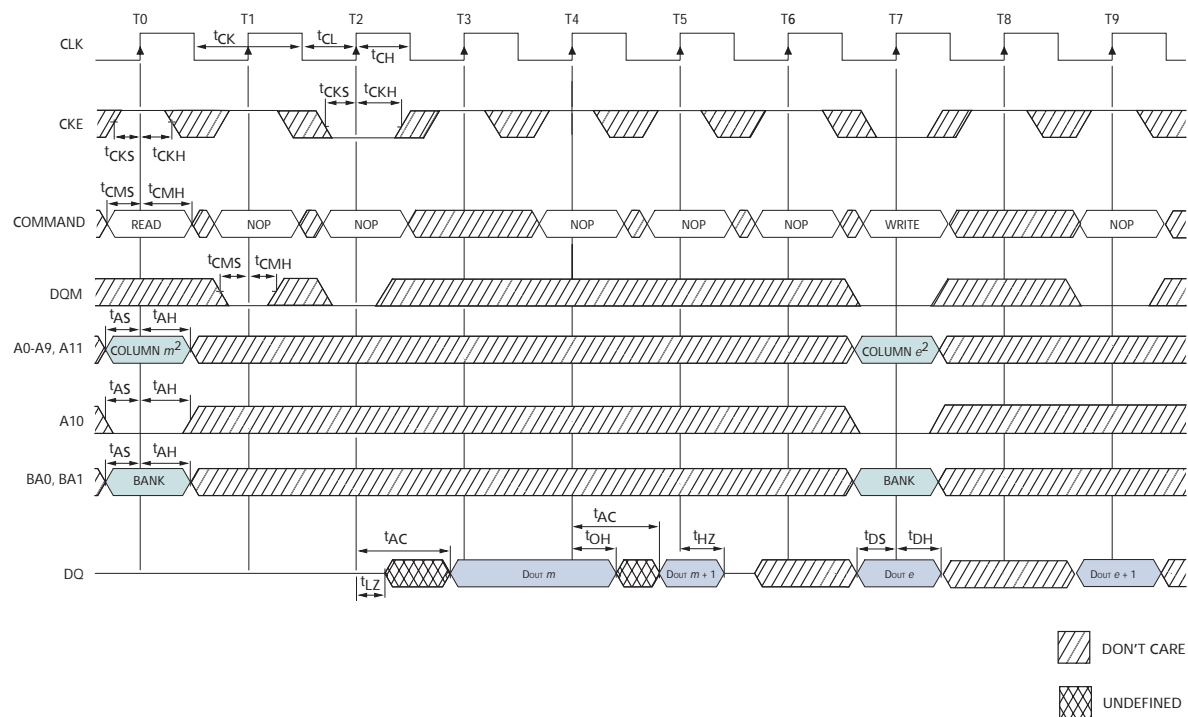 T0 T1 T2 T3 T4 T5 T6 T7 T8 T9
CLK
tCK tCL tCH
tCKS tCKH
CKE
tCKS tCKH
tCMS tCMH
COMMAND READ NOP NOP NOP NOP NOP WRITE NOP
tCMS tCMH
DQM
tAS tAH
A0-A9, A11 COLUMN m2 COLUMN e2
tAS tAH
A10
tAS tAH
BA0, BA1 BANK BANK
tAC tAC tOH tHZ tDS tDH
DQ DOUT m DOUT m + 1 DOUT e DOUT e + 1
tLZ
DON'T CARE
UNDEFINED